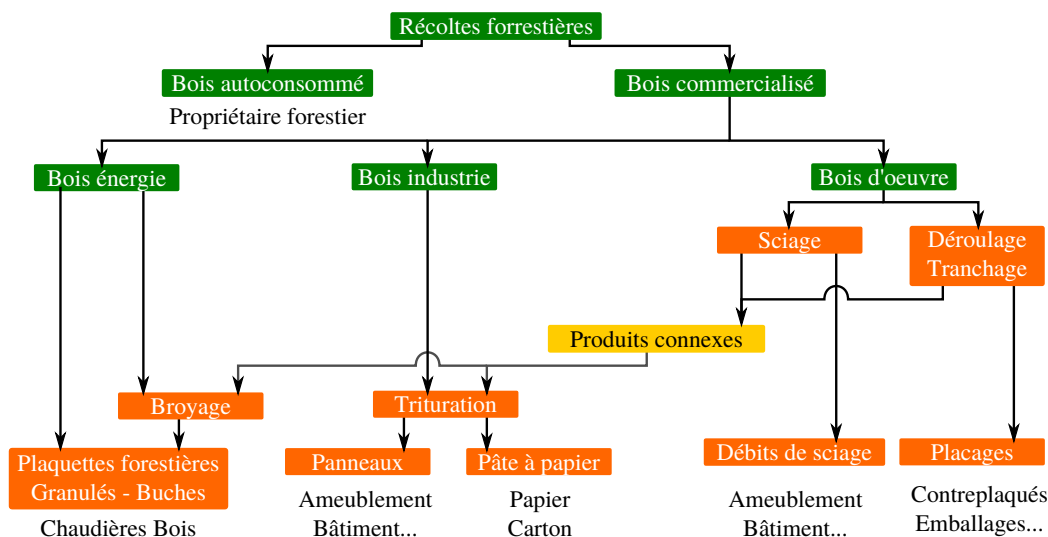 Récoltes forrestières
Bois autoconsommé
Bois commercialisé
Propriétaire forestier
Bois énergie
Bois industrie
Bois d'oeuvre
Sciage
Déroulage
Tranchage
Produits connexes
Broyage
Trituration
Plaquettes forestières
Granulés - Buches
Panneaux
Pâte à papier
Débits de sciage
Placages
Chaudières Bois
Ameublement
Bâtiment...
Papier
Carton
Ameublement
Bâtiment...
Contreplaqués
Emballages...